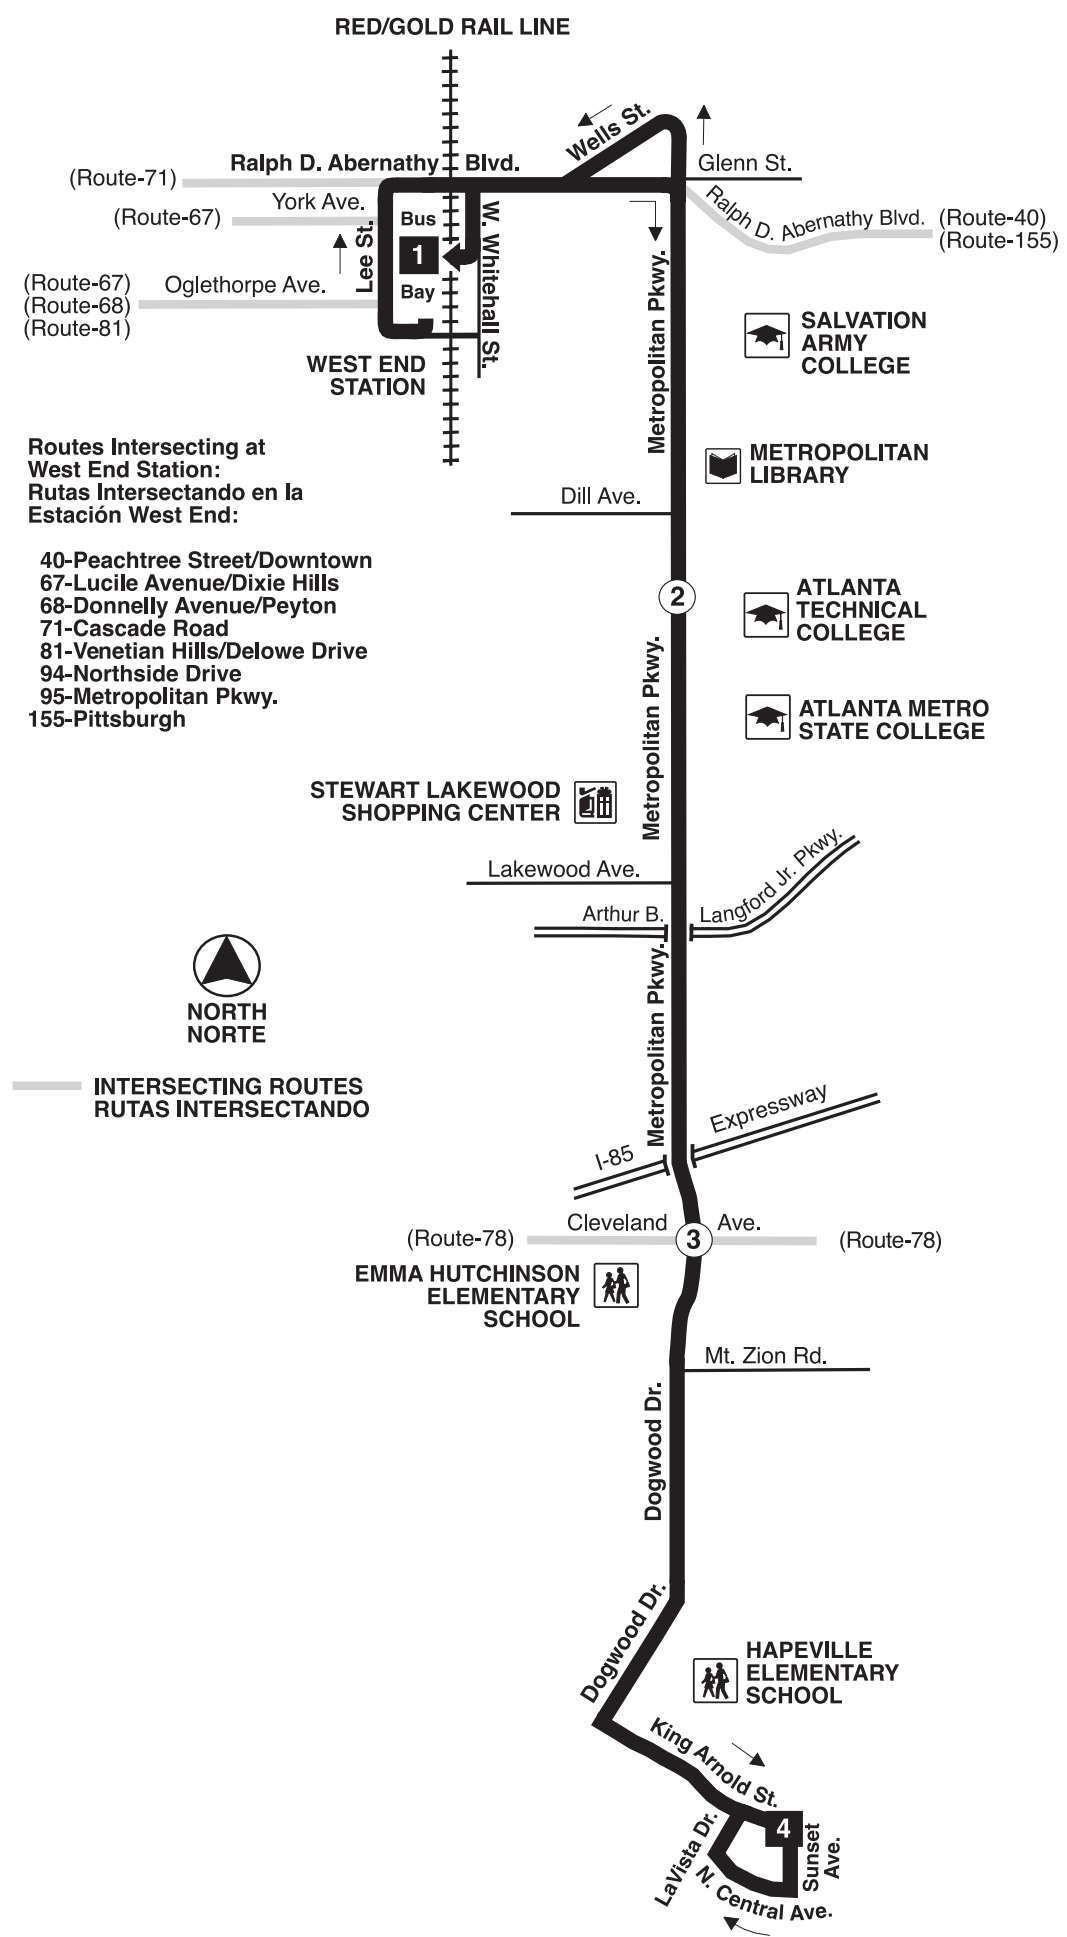 RED/GOLD RAIL LINE
Wells St.
Ralph D. Abernathy Blvd.
Glenn St.
(Route-71)
York Ave.
(Route-67)
Bus
1
Bay
Lee St.
W. Whitehall St.
Ralph D. Abernathy Blvd.
(Route-40)
(Route-155)
(Route-67)
(Route-68)
(Route-81)
Oglethorpe Ave.
Metropolitan Pkwy.
SALVATION
ARMY
COLLEGE
WEST END
STATION
Routes Intersecting at
West End Station:
Rutas Intersectando en la
Estación West End:
METROPOLITAN
LIBRARY
Dill Ave.
40-Peachtree Street/Downtown
67-Lucile Avenue/Dixie Hills
68-Donnelly Avenue/Peyton
71-Cascade Road
81-Venetian Hills/Delowe Drive
94-Northside Drive
95-Metropolitan Pkwy.
155-Pittsburgh
2
ATLANTA
TECHNICAL
COLLEGE
Metropolitan Pkwy.
ATLANTA METRO
STATE COLLEGE
STEWART LAKEWOOD
SHOPPING CENTER
Lakewood Ave.
Arthur B. Langford Jr. Pkwy.
Metropolitan Pkwy.
NORTH
NORTE
INTERSECTING ROUTES
RUTAS INTERSECTANDO
I-85 Expressway
Cleveland Ave.
(Route-78)
3
(Route-78)
EMMA HUTCHINSON
ELEMENTARY
SCHOOL
Mt. Zion Rd.
Dogwood Dr.
Dogwood Dr.
HAPEVILLE
ELEMENTARY
SCHOOL
King Arnold St.
4
Sunset
Ave.
LaVista Dr.
N. Central Ave.